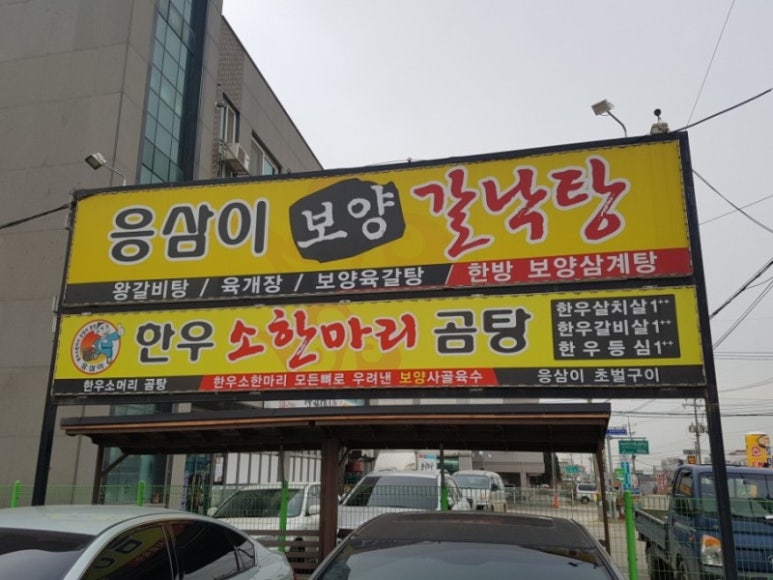 응삼이 보양 갈낙탕
왕갈비탕 / 육개장 / 보양육갈탕 / 한방 보양삼계탕
한우 소한마리 곰탕
한우살치살1++
한우갈비살1++
한우등심1++
한우소머리 곰탕
한우소한마리 모든뼈로 우려낸 보양사골육수
응삼이 초벌구이